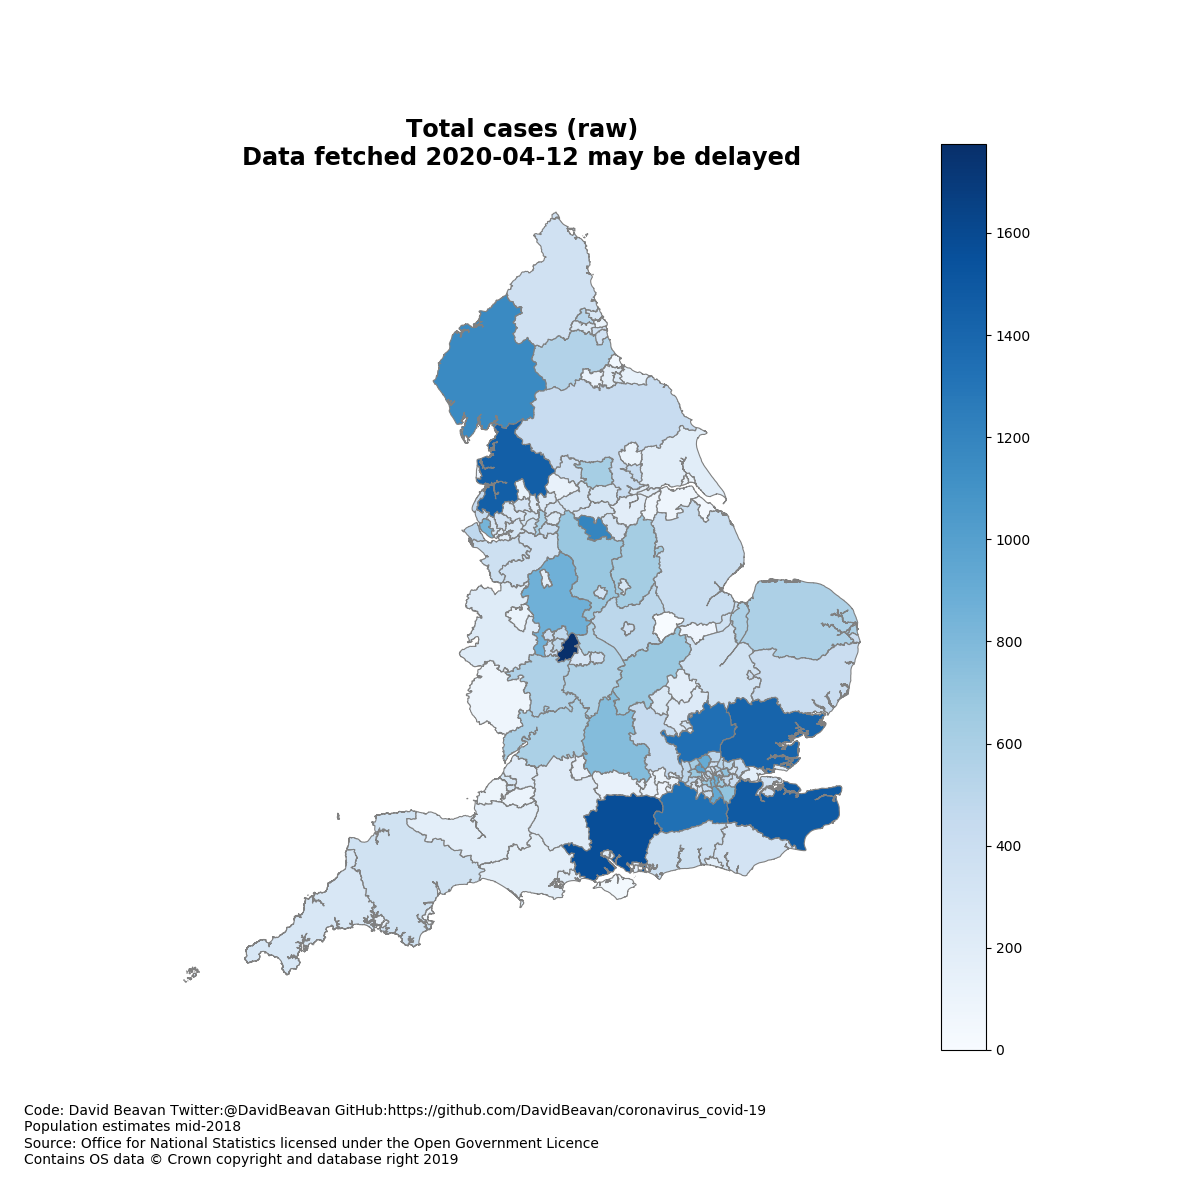 Total cases (raw)
Data fetched 2020-04-12 may be delayed
1600
1400
1200
1000
800
600
400
200
0
Code: David Beavan Twitter:@DavidBeavan GitHub:https://github.com/DavidBeavan/coronavirus_covid-19
Population estimates mid-2018
Source: Office for National Statistics licensed under the Open Government Licence
Contains OS data © Crown copyright and database right 2019